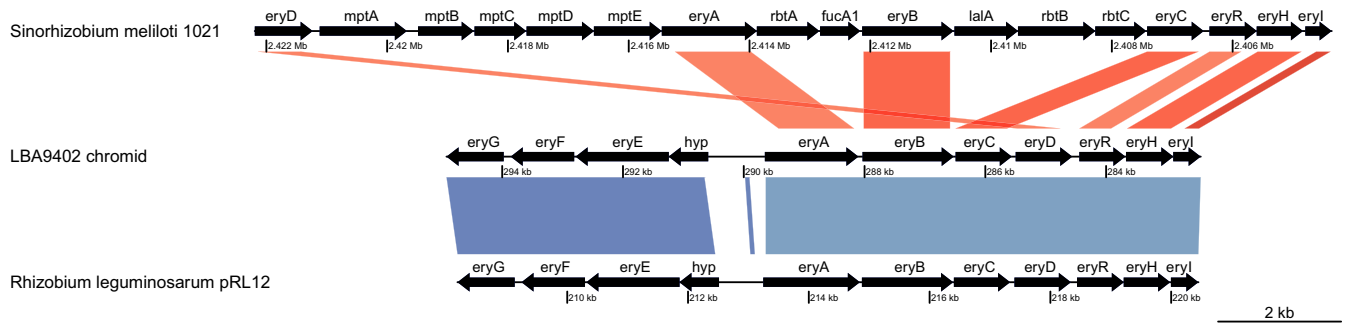 eryD mptA mptB mptC mptD mptE eryA rbtA fucA1 eryB lalA rbtB rbtC eryC eryR eryH eryI
Sinorhizobium meliloti 1021
2.422 Mb 2.42 Mb 2.418 Mb 2.416 Mb 2.414 Mb 2.412 Mb 2.41 Mb 2.408 Mb 2.406 Mb
eryG eryF eryE hyp eryA eryB eryC eryD eryR eryH eryI
LBA9402 chromid
294 kb 292 kb 290 kb 288 kb 286 kb 284 kb
eryG eryF eryE hyp eryA eryB eryC eryD eryR eryH eryI
Rhizobium leguminosarum pRL12
210 kb 212 kb 214 kb 216 kb 218 kb 220 kb
2 kb